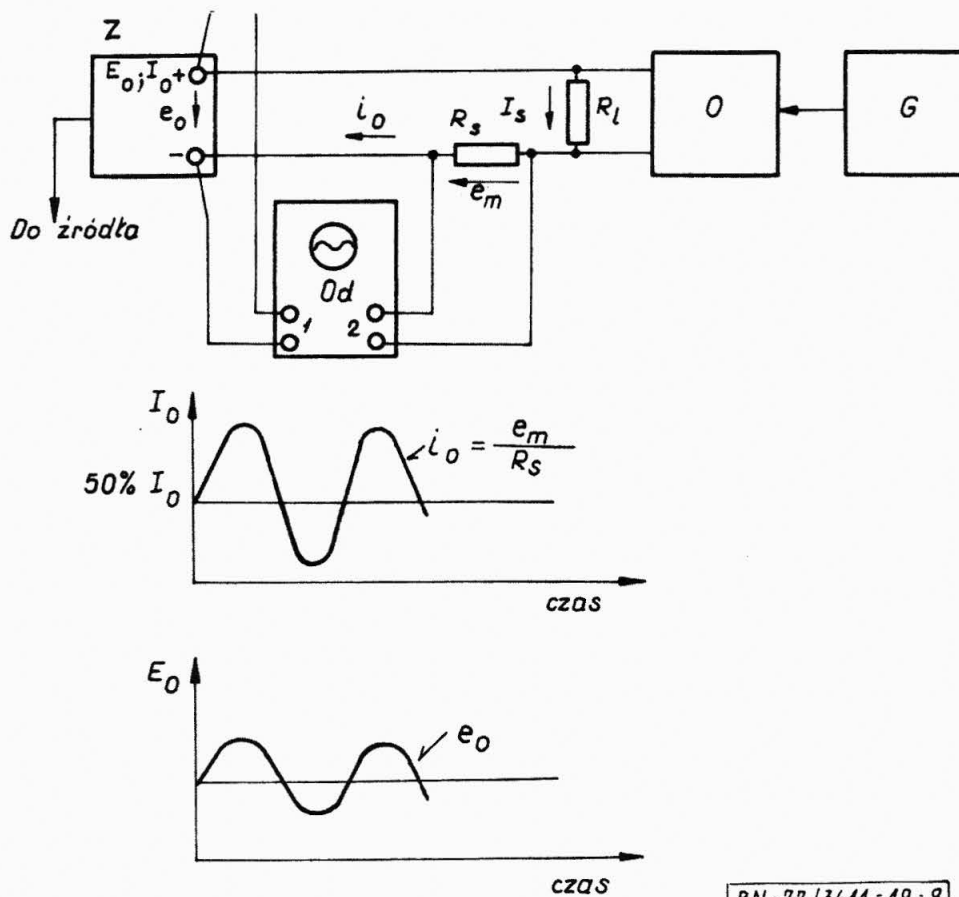 Z
E₀;I₀+
e₀
-
Do źródła
i₀
Rₛ
eₘ
Iₛ
Rₗ
O
G
Od
1 2
I₀
50% I₀
i₀ = eₘ/Rₛ
czas
E₀
e₀
czas